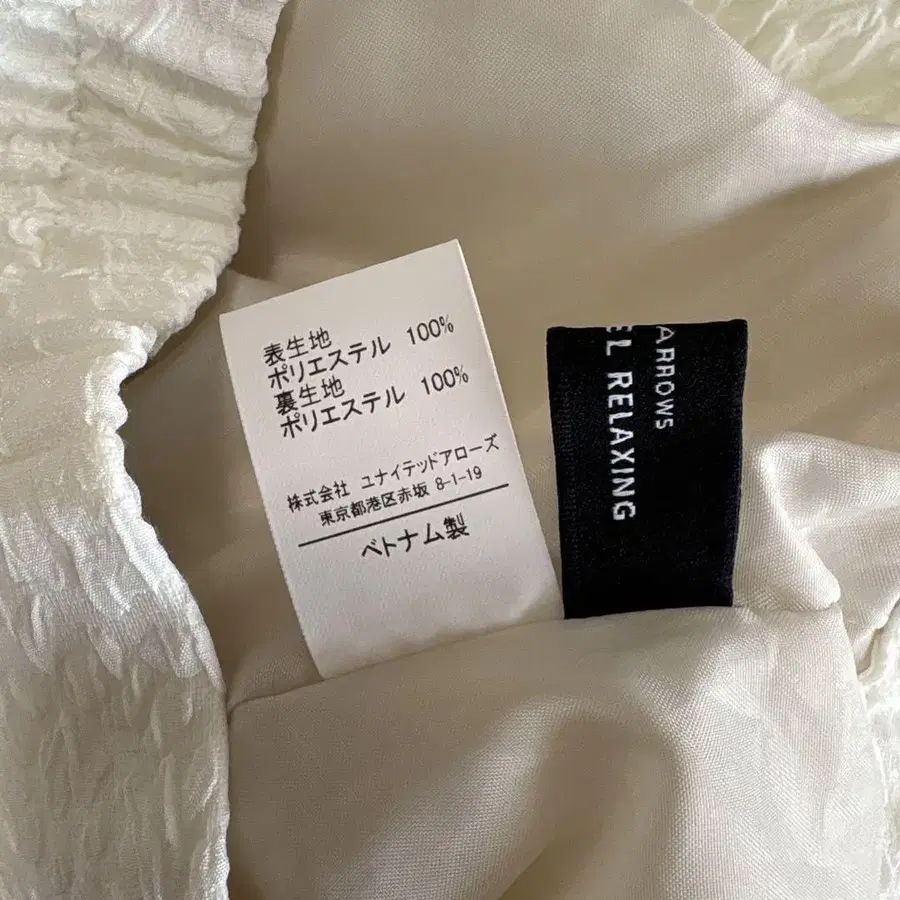 表生地
ポリエステル 100%
裏生地
ポリエステル 100%
株式会社 ユナイテッドアローズ
東京都港区赤坂 8-1-19
ベトナム製
ARROWS
EL RELAXING